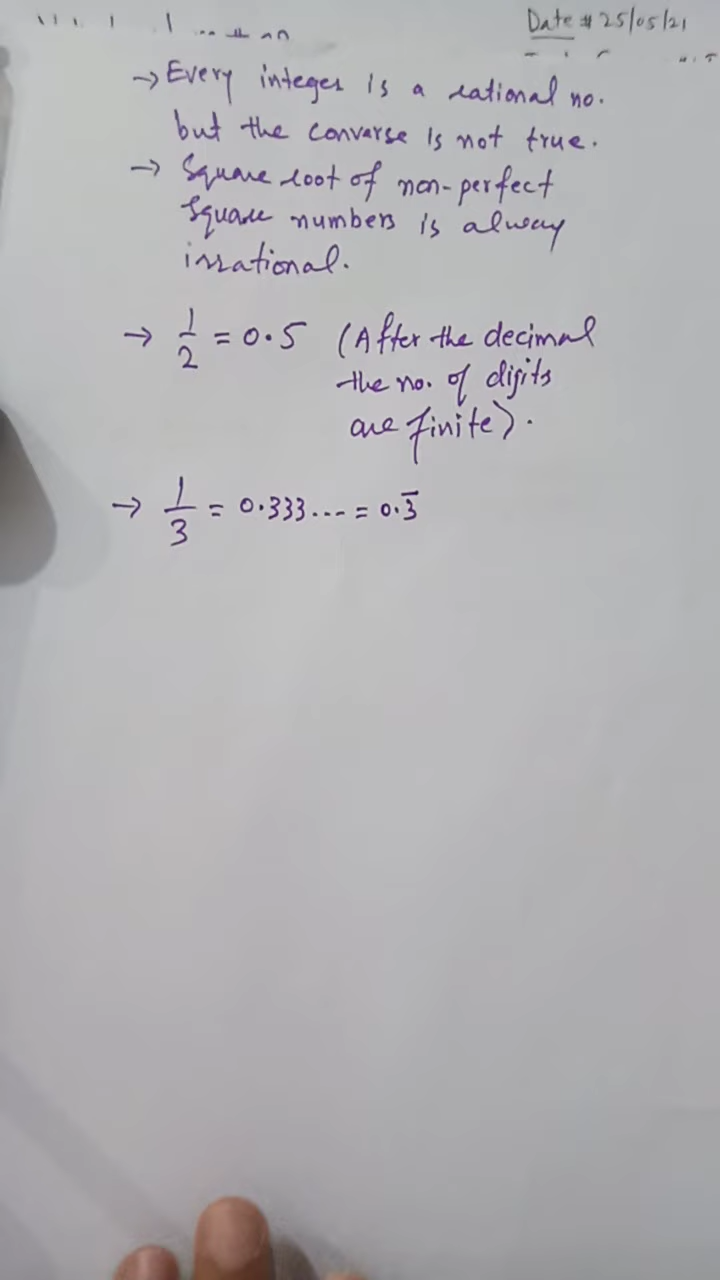 Date # 25/05/21
→ Every integer is a rational no.
but the converse is not true.
→ Square root of non-perfect
Square numbers is alway
irrational.
→ 1/2 = 0.5 (After the decimal
the no. of digits
are finite).
→ 1/3 = 0.333... = 0.3̅